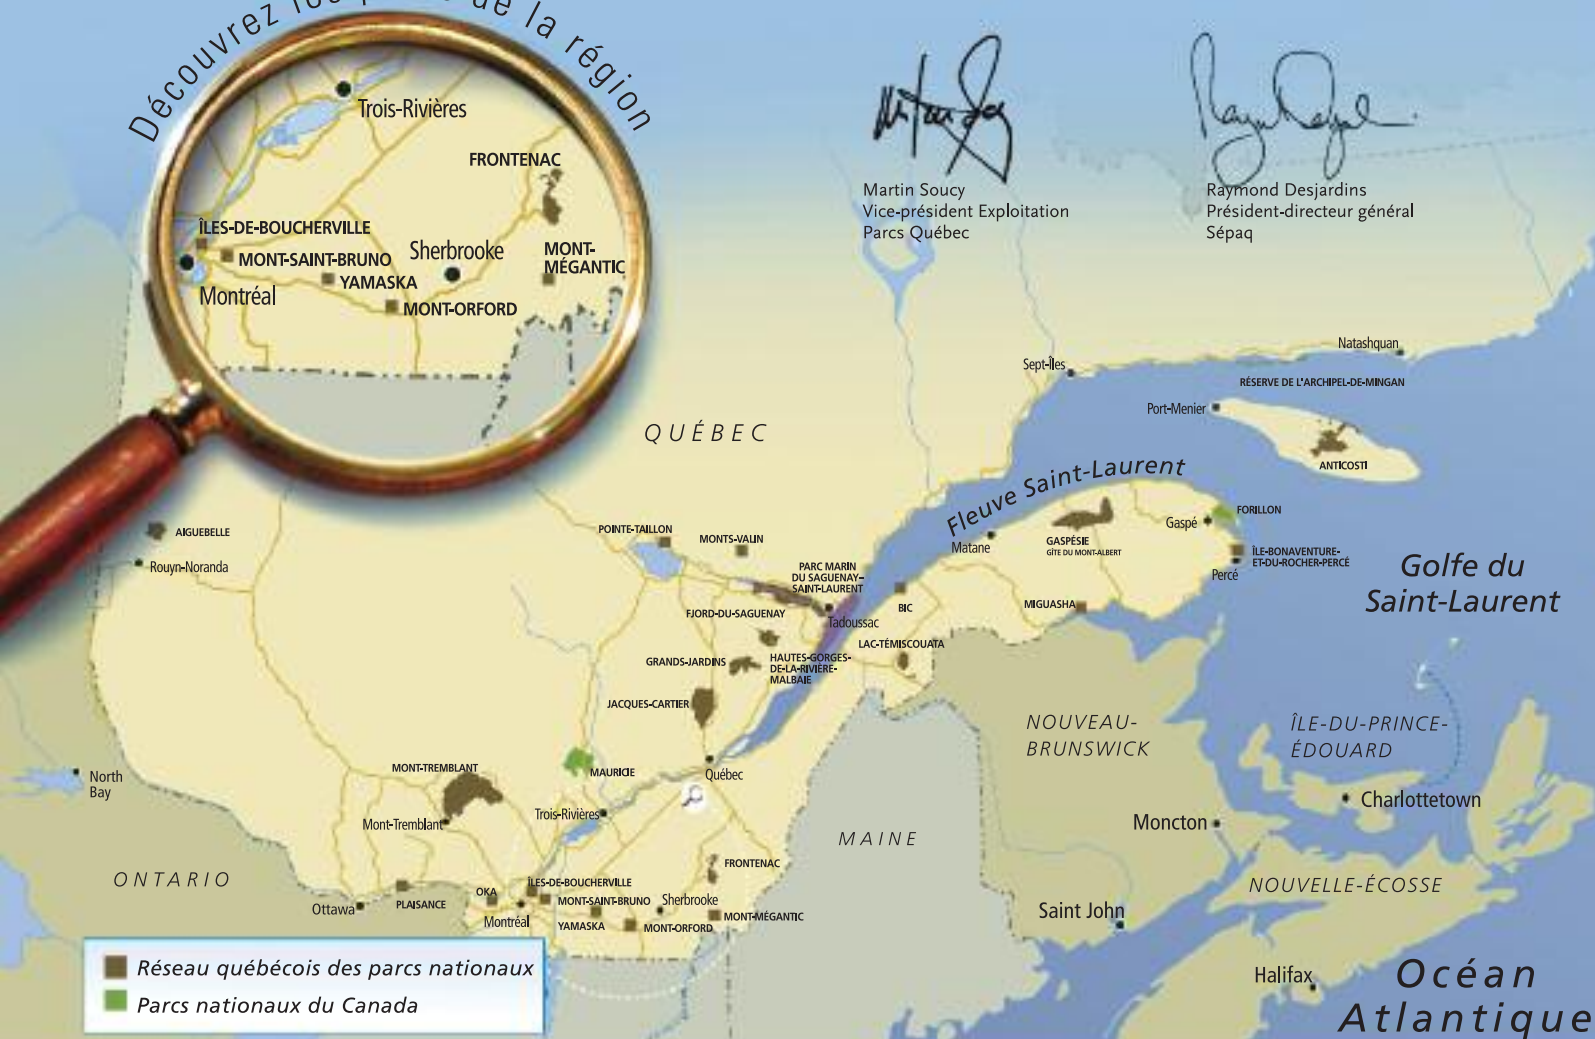 Découvrez les parcs de la région
Trois-Rivières
FRONTENAC
ÎLES-DE-BOUCHERVILLE
MONT-SAINT-BRUNO
Sherbrooke
MONT-
MÉGANTIC
YAMASKA
Montréal
MONT-ORFORD
Martin Soucy
Vice-président Exploitation
Parcs Québec
Raymond Desjardins
Président-directeur général
Sépaq
Natashquan
Sept-Îles
RÉSERVE DE L'ARCHIPEL-DE-MINGAN
Port-Menier
QUÉBEC
ANTICOSTI
Fleuve Saint-Laurent
AIGUEBELLE
Rouyn-Noranda
POINTE-TAILLON
MONTS-VALIN
Matane
GASPÉSIE
GÎTE DU MONT-ALBERT
Gaspé
FORILLON
ÎLE-BONAVENTURE-
ET-DU-ROCHER-PERCÉ
Percé
Golfe du
Saint-Laurent
PARC MARIN
DU SAGUENAY–
SAINT-LAURENT
FJORD-DU-SAGUENAY
Tadoussac
BIC
MIGUASHA
LAC-TÉMISCOUATA
GRANDS-JARDINS
HAUTES-GORGES-
DE-LA-RIVIÈRE-
MALBAIE
JACQUES-CARTIER
NOUVEAU-
BRUNSWICK
ÎLE-DU-PRINCE-
ÉDOUARD
North
Bay
MONT-TREMBLANT
MAURICIE
Québec
Mont-Tremblant
Trois-Rivières
Charlottetown
Moncton
MAINE
ONTARIO
FRONTENAC
NOUVELLE-ÉCOSSE
Ottawa
PLAISANCE
OKA
ÎLES-DE-BOUCHERVILLE
MONT-SAINT-BRUNO
Sherbrooke
Montréal
YAMASKA
MONT-ORFORD
MONT-MÉGANTIC
Saint John
Halifax
Océan
Atlantique
Réseau québécois des parcs nationaux
Parcs nationaux du Canada